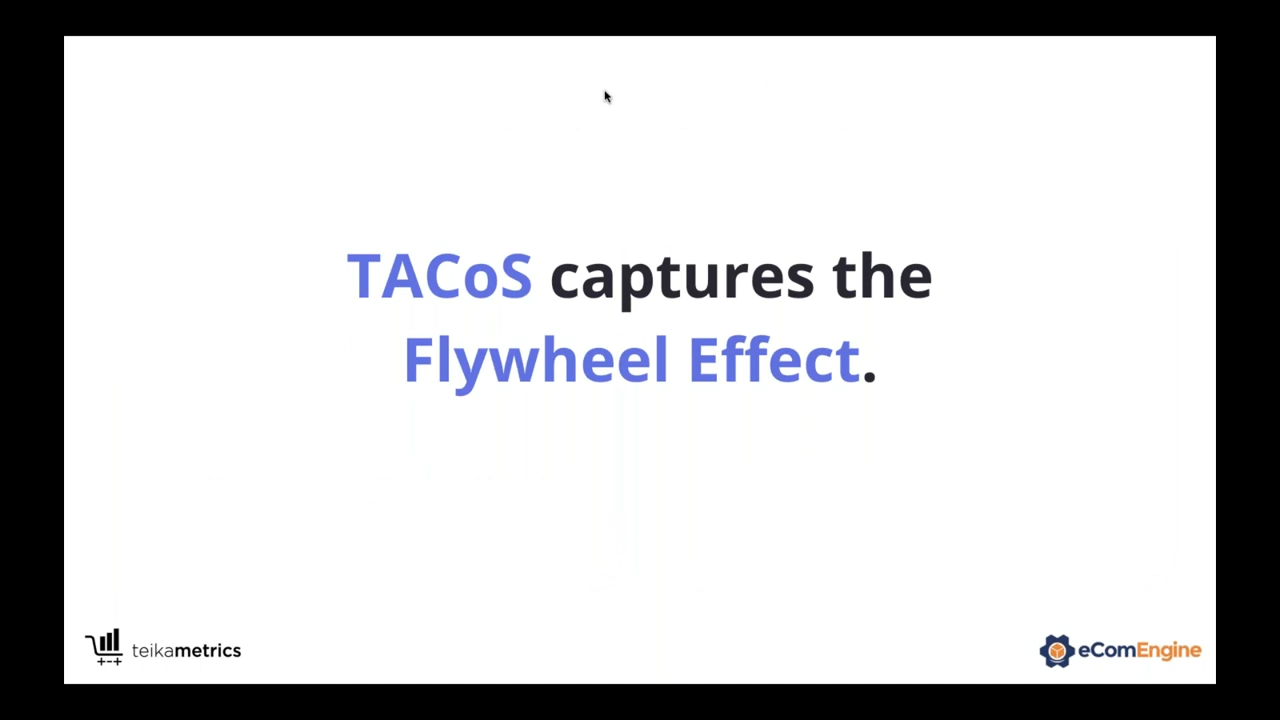 TACoS captures the
Flywheel Effect.
teikametrics
eComEngine